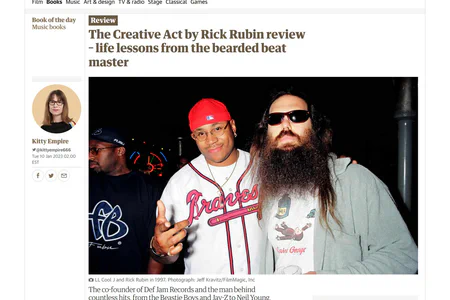 Film Books Music Art & design TV & radio Stage Classical Games
Book of the day
Music books
Review
The Creative Act by Rick Rubin review
– life lessons from the bearded beat
master
Kitty Empire
@kittyempire666
Tue 10 Jan 2023 02.00
EST
Braves
LL Cool J and Rick Rubin in 1997. Photograph: Jeff Kravitz/FilmMagic, Inc
The co-founder of Def Jam Records and the man behind
countless hits, from the Beastie Boys and Jay-Z to Neil Young,